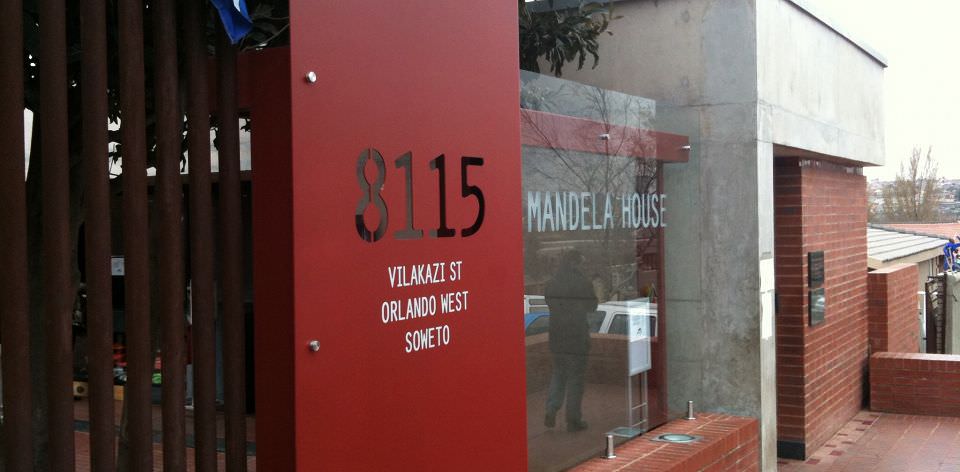 8115
VILAKAZI ST
ORLANDO WEST
SOWETO
MANDELA HOUSE